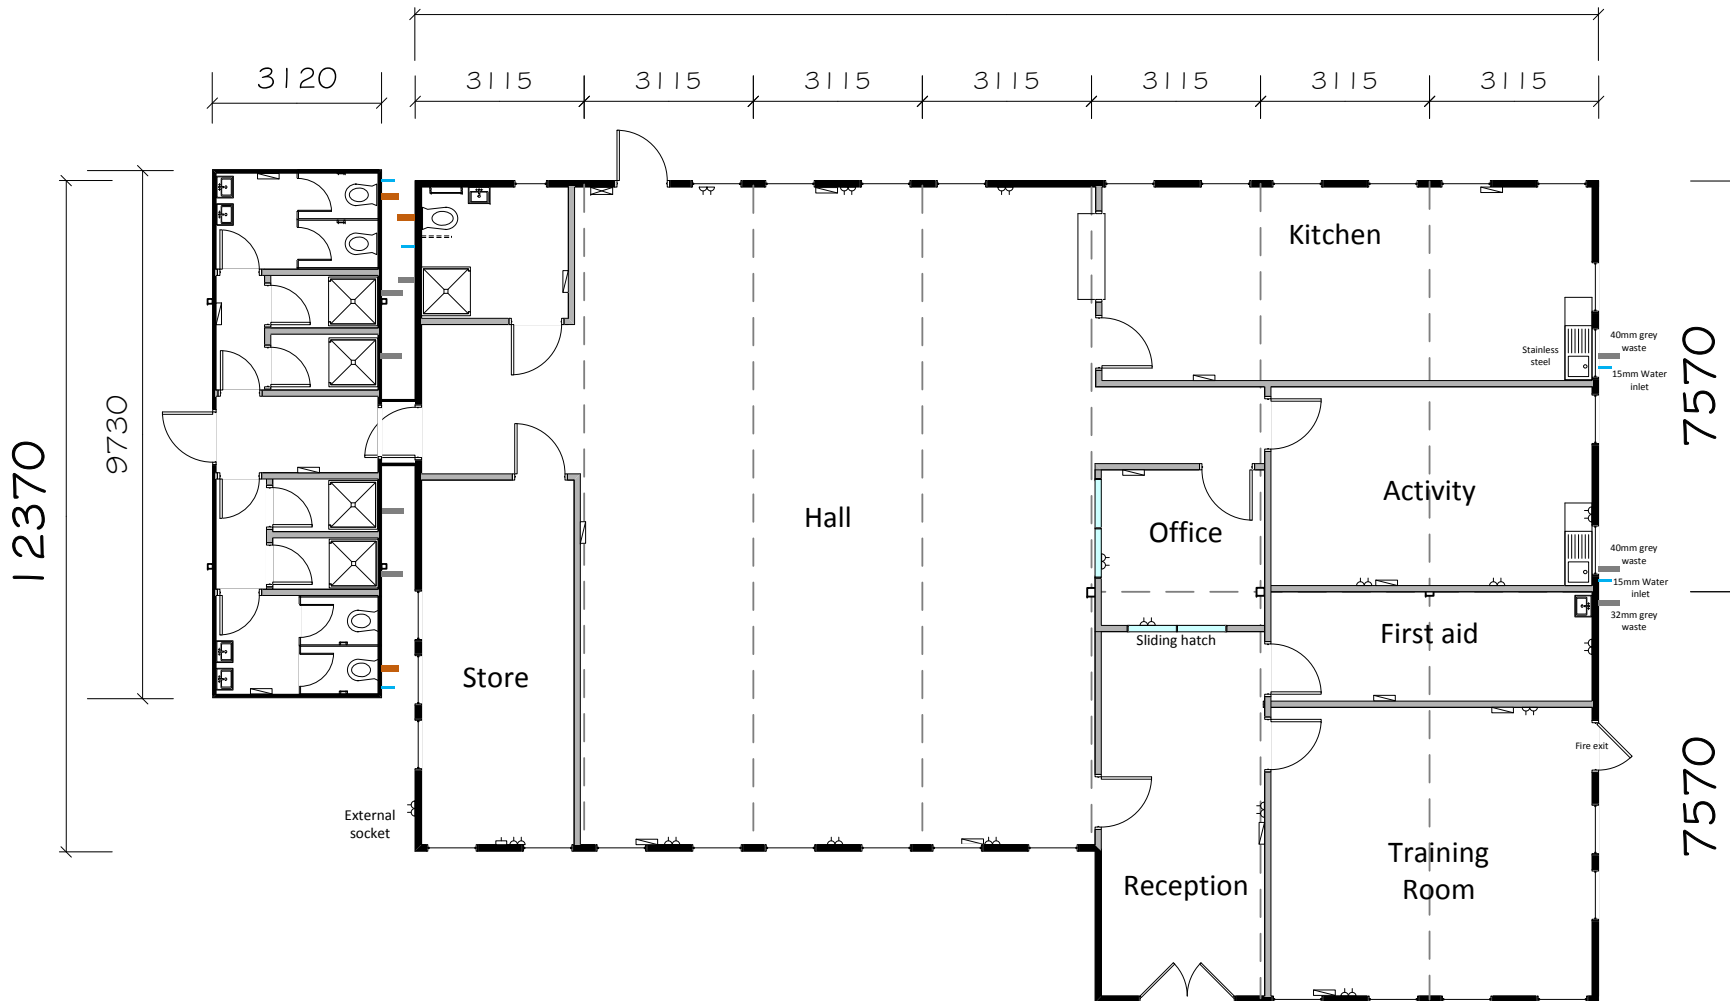 3120
3115
3115
3115
3115
3115
3115
3115
12370
9730
7570
7570
Kitchen
Stainless
steel
40mm grey
waste
15mm Water
inlet
Activity
Hall
Office
40mm grey
waste
15mm Water
inlet
32mm grey
waste
First aid
Sliding hatch
Store
Fire exit
External
socket
Training
Room
Reception